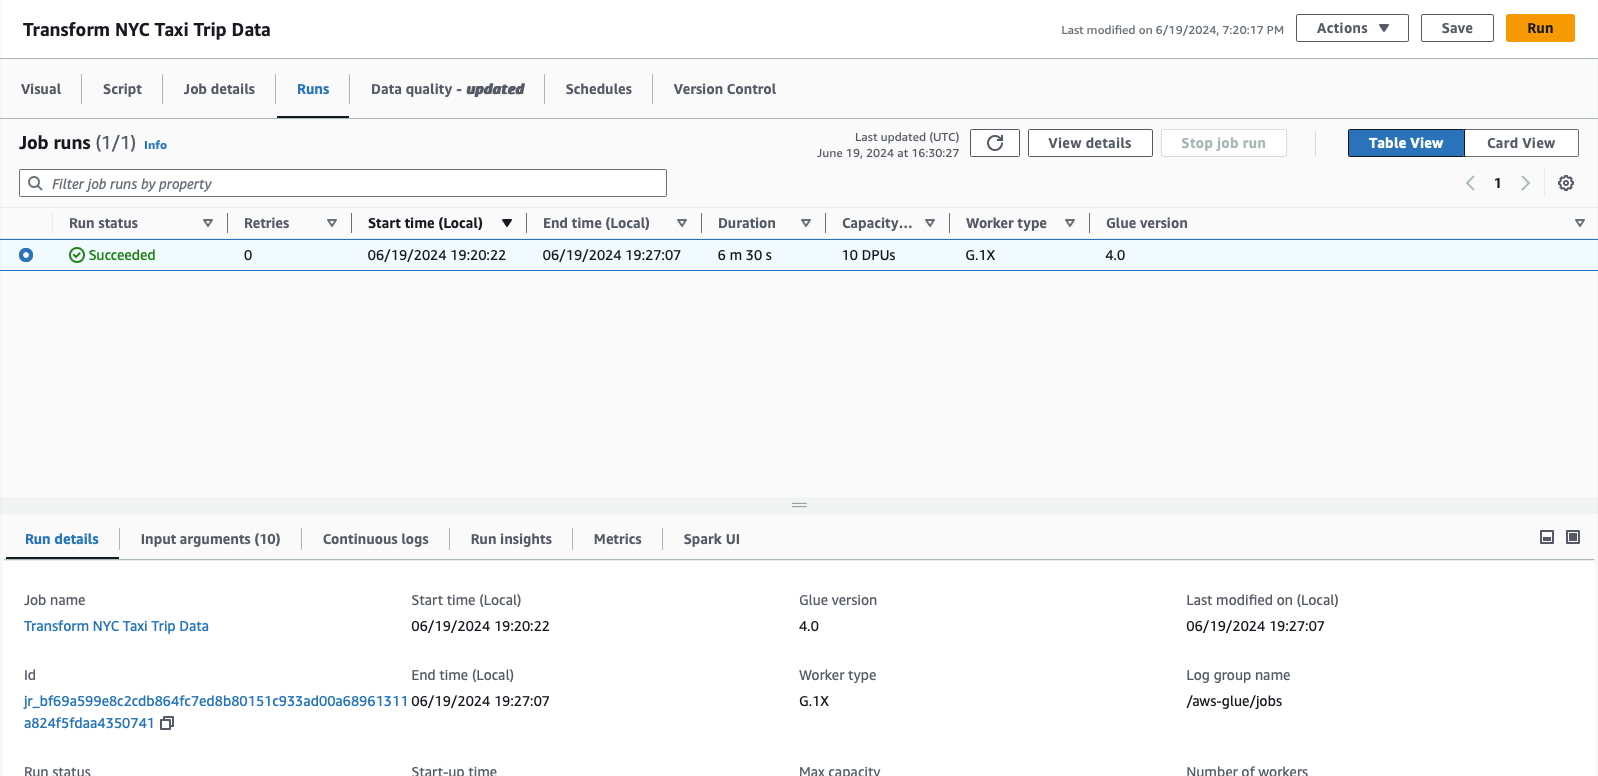 Transform NYC Taxi Trip Data
Last modified on 6/19/2024, 7:20:17 PM
Actions
Save
Run
Visual
Script
Job details
Runs
Data quality - updated
Schedules
Version Control
Job runs (1/1) Info
Last updated (UTC)
June 19, 2024 at 16:30:27
View details
Stop job run
Table View
Card View
Filter job runs by property
1
Run status Retries Start time (Local) End time (Local) Duration Capacity... Worker type Glue version
Succeeded 0 06/19/2024 19:20:22 06/19/2024 19:27:07 6 m 30 s 10 DPUs G.1X 4.0
Run details
Input arguments (10)
Continuous logs
Run insights
Metrics
Spark UI
Job name
Transform NYC Taxi Trip Data
Start time (Local)
06/19/2024 19:20:22
Glue version
4.0
Last modified on (Local)
06/19/2024 19:27:07
Id
jr_bf69a599e8c2cdb864fc7ed8b80151c933ad00a68961311
a824f5fdaa4350741
End time (Local)
06/19/2024 19:27:07
Worker type
G.1X
Log group name
/aws-glue/jobs
Run status
Start-up time
Max capacity
Number of workers